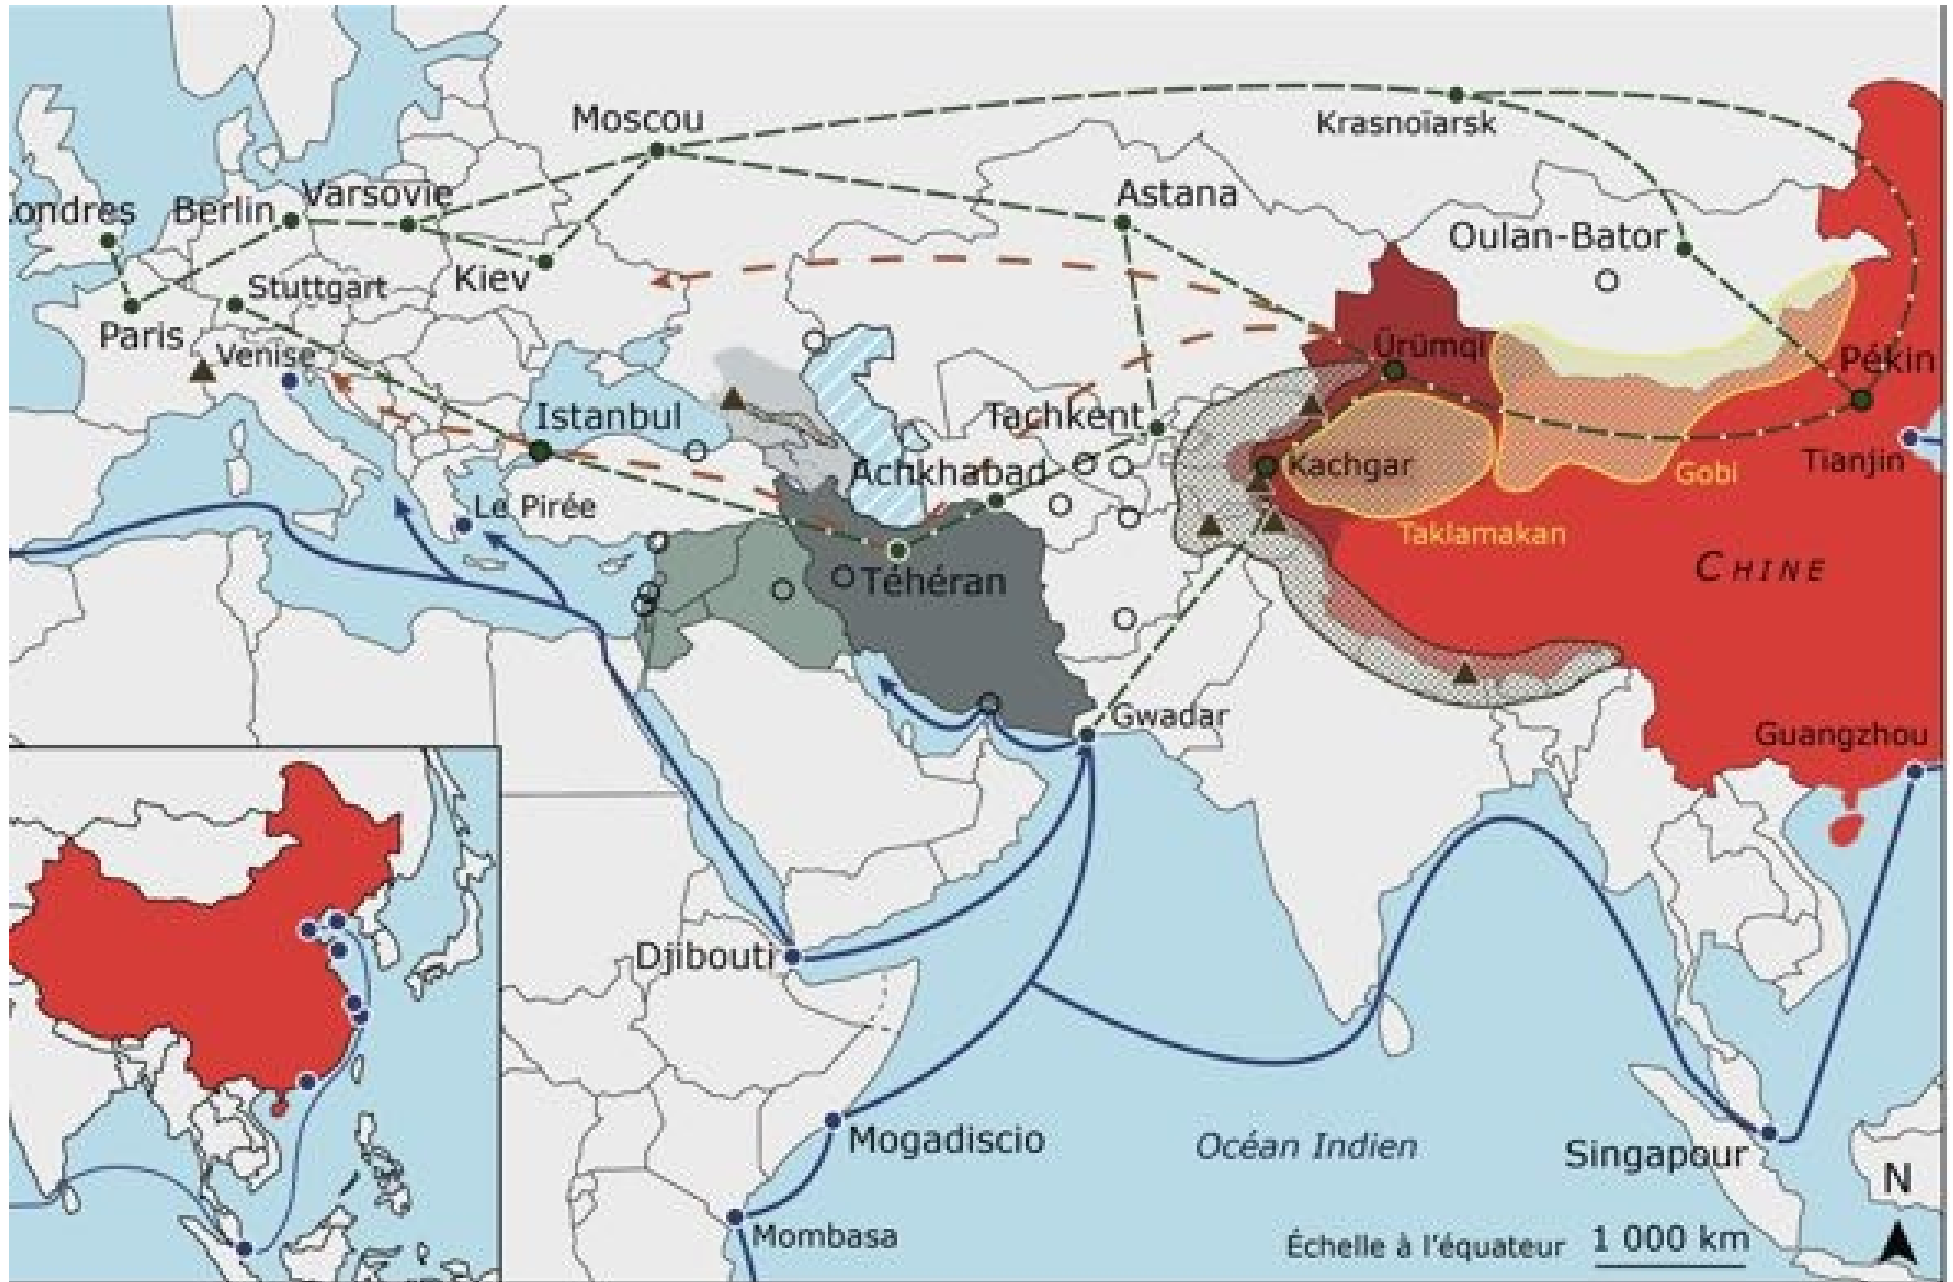 Moscou
Krasnoïarsk
Astana
ondres
Berlin
Varsovie
Oulan-Bator
Kiev
Stuttgart
Paris
Venise
Ürümqi
Pékin
Istanbul
Tachkent
Achkhabad
Kachgar
Tianjin
Gobi
Le Pirée
Taklamakan
CHINE
Téhéran
Gwadar
Guangzhou
Djibouti
Mogadiscio
Océan Indien
Singapour
N
Mombasa
Échelle à l'équateur 1 000 km